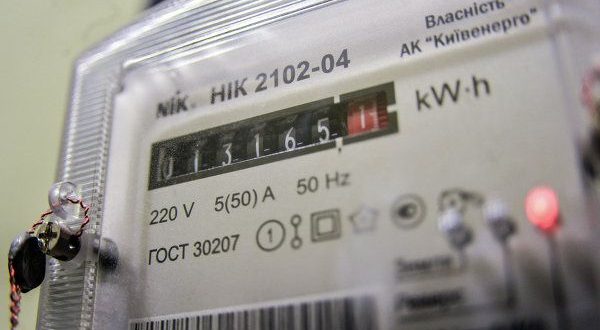 Власність
АК "Київенерго"
NiK НІК 2102-04
0 1 3 1 6 5 1 kW·h
220 V 5(50) A 50 Hz
ГОСТ 30207 1